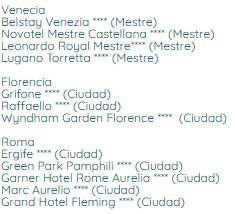 Venecia
Belstay Venezia **** (Mestre)
Novotel Mestre Castellana **** (Mestre)
Leonardo Royal Mestre**** (Mestre)
Lugano Torretta **** (Mestre)

Florencia
Grifone **** (Ciudad)
Raffaello **** (Ciudad)
Wyndham Garden Florence **** (Ciudad)

Roma
Ergife **** (Ciudad)
Green Park Pamphili **** (Ciudad)
Garner Hotel Rome Aurelia **** (Ciudad)
Marc Aurelio **** (Ciudad)
Grand Hotel Fleming **** (Ciudad)